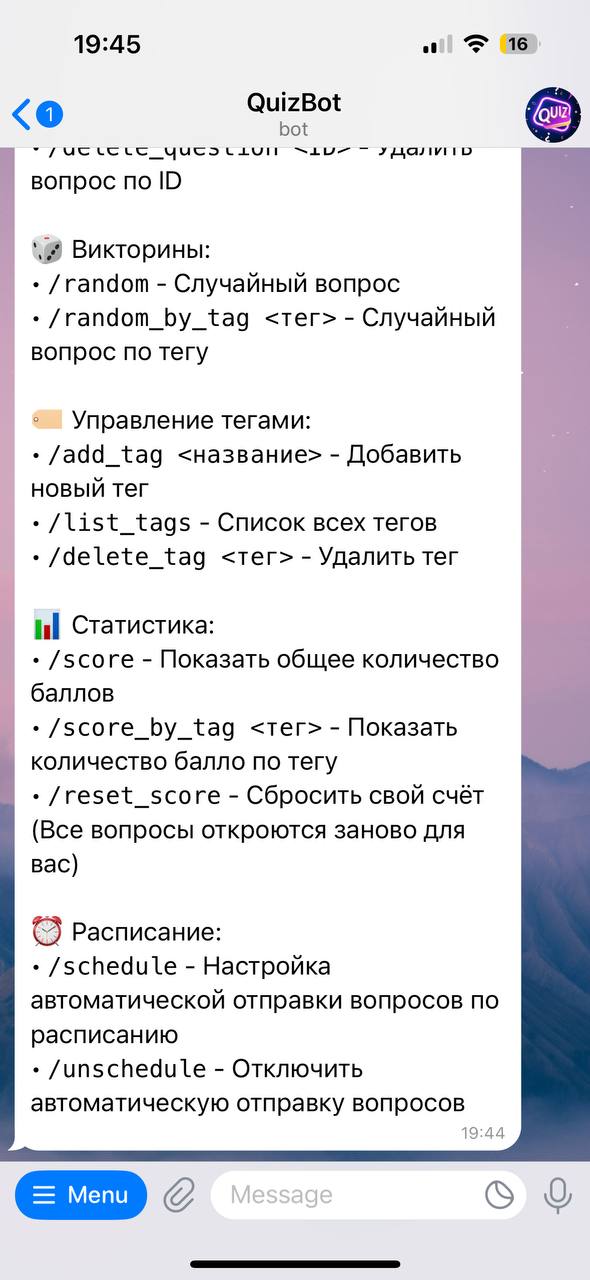 19:45
16
1
QuizBot
bot
QUIZ
• /delete_question <ID> - Удалить
вопрос по ID
🎲 Викторины:
• /random - Случайный вопрос
• /random_by_tag <тег> - Случайный
вопрос по тегу
🏷️ Управление тегами:
• /add_tag <название> - Добавить
новый тег
• /list_tags - Список всех тегов
• /delete_tag <тег> - Удалить тег
📊 Статистика:
• /score - Показать общее количество
баллов
• /score_by_tag <тег> - Показать
количество балло по тегу
• /reset_score - Сбросить свой счёт
(Все вопросы откроются заново для
вас)
⏰ Расписание:
• /schedule - Настройка
автоматической отправки вопросов по
расписанию
• /unschedule - Отключить
автоматическую отправку вопросов
19:44
Menu
Message